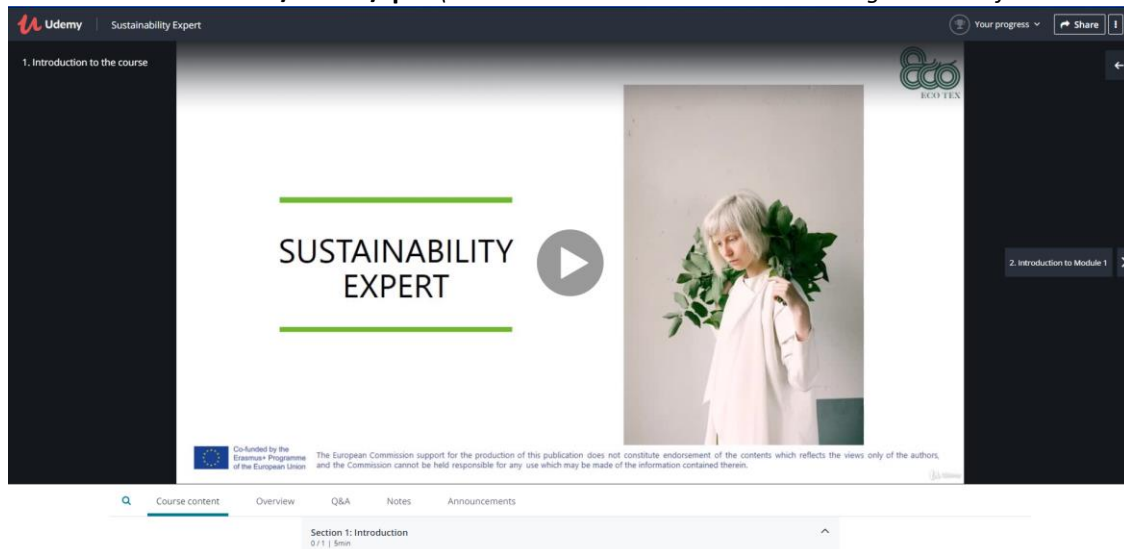 Udemy
Sustainability Expert
Your progress
Share
1. Introduction to the course
ECO TEX
SUSTAINABILITY
EXPERT
2. Introduction to Module 1
Co-funded by the
Erasmus+ Programme
of the European Union
The European Commission support for the production of this publication does not constitute endorsement of the contents which reflects the views only of the authors,
and the Commission cannot be held responsible for any use which may be made of the information contained therein.
Udemy
Course content
Overview
Q&A
Notes
Announcements
Section 1: Introduction
0 / 1 | 5min